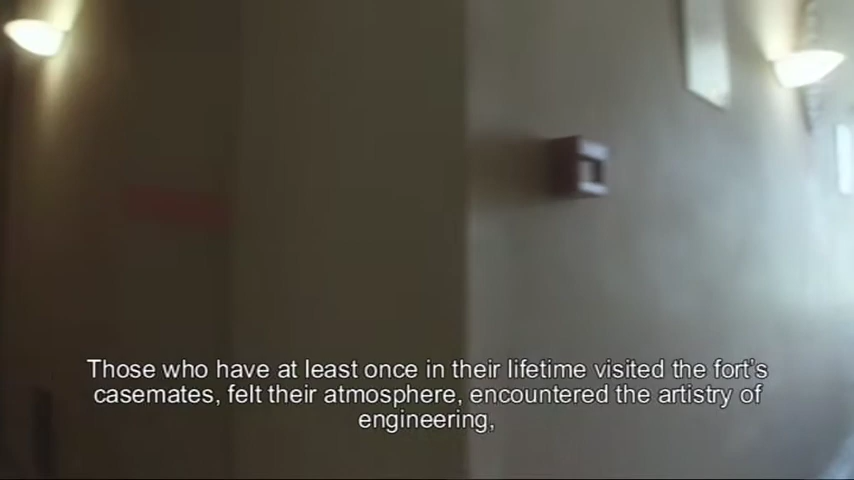 Those who have at least once in their lifetime visited the fort's
casemates, felt their atmosphere, encountered the artistry of
engineering,